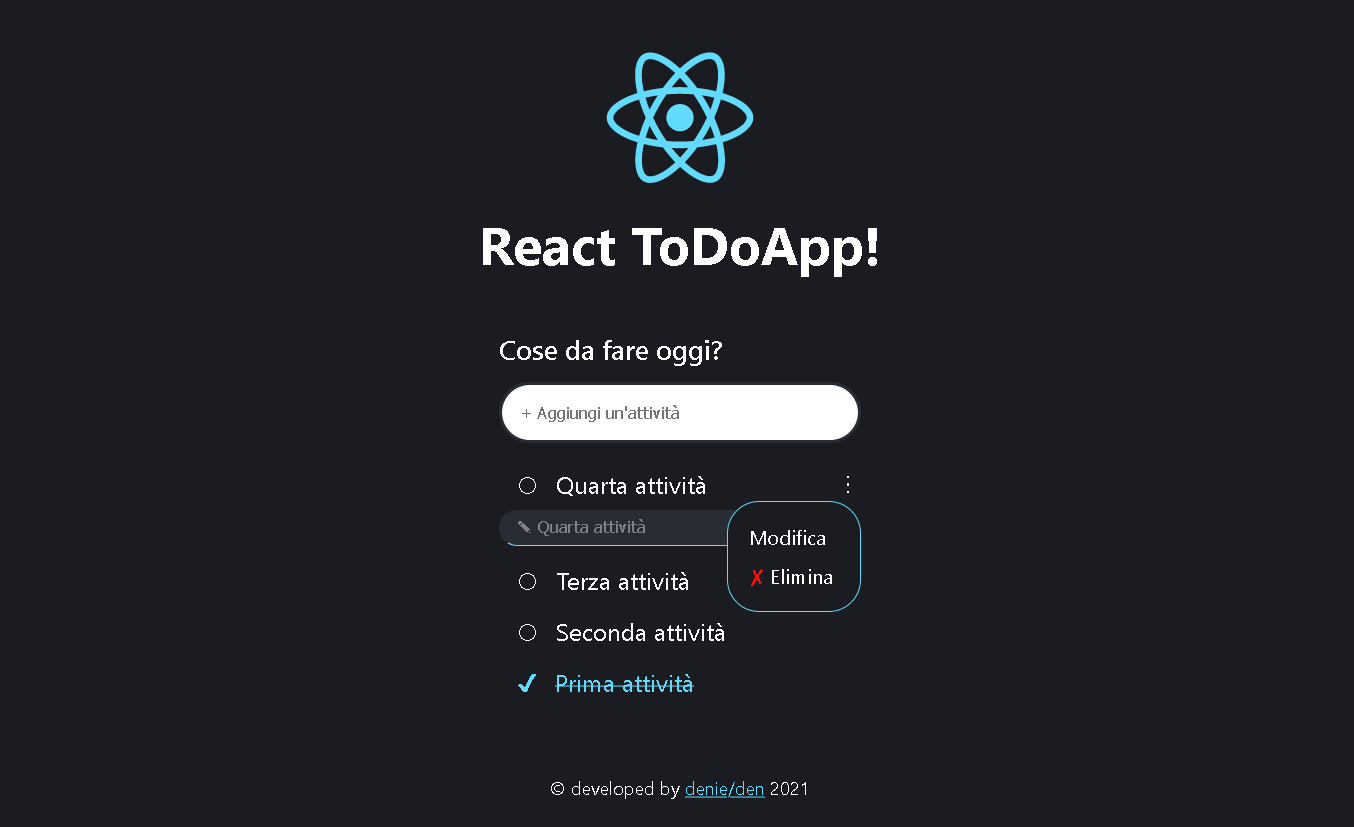 React ToDoApp!
Cose da fare oggi?
+ Aggiungi un'attività
Quarta attività
Quarta attività
Modifica
✗ Elimina
Terza attività
Seconda attività
Prima attività
© developed by denie/den 2021